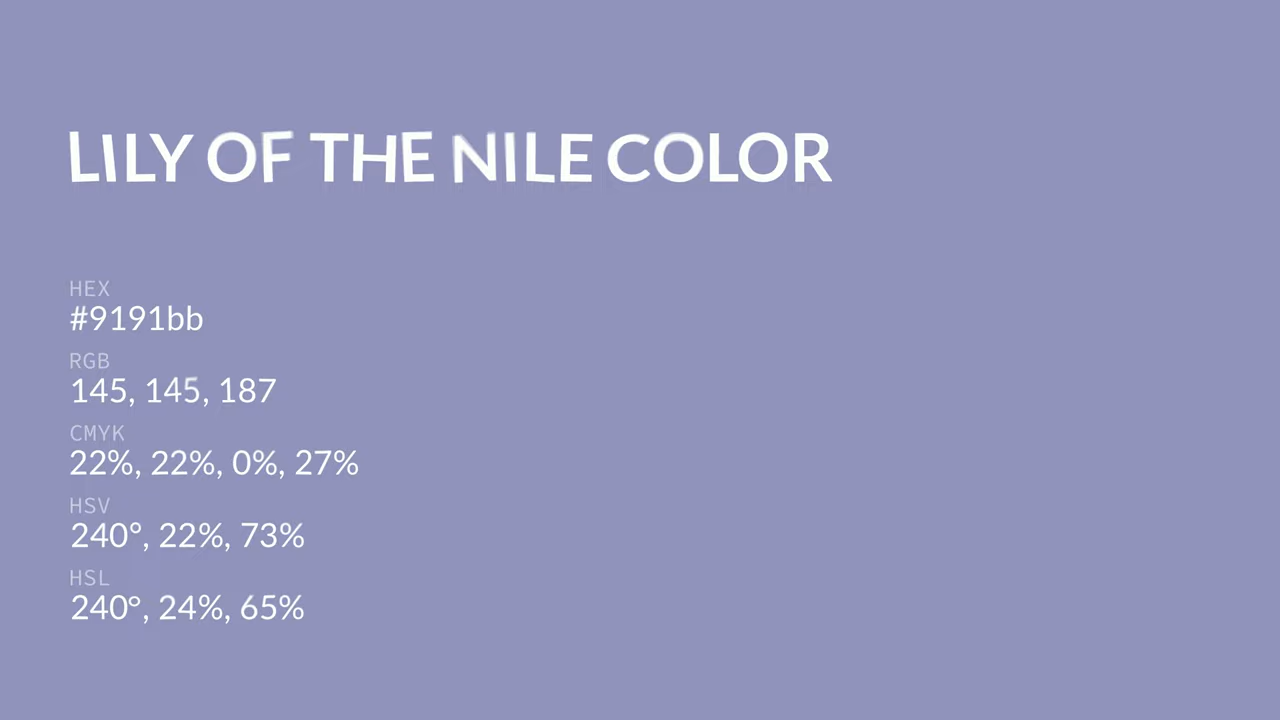 LILY OF THE NILE COLOR
HEX
#9191bb
RGB
145, 145, 187
CMYK
22%, 22%, 0%, 27%
HSV
240°, 22%, 73%
HSL
240°, 24%, 65%